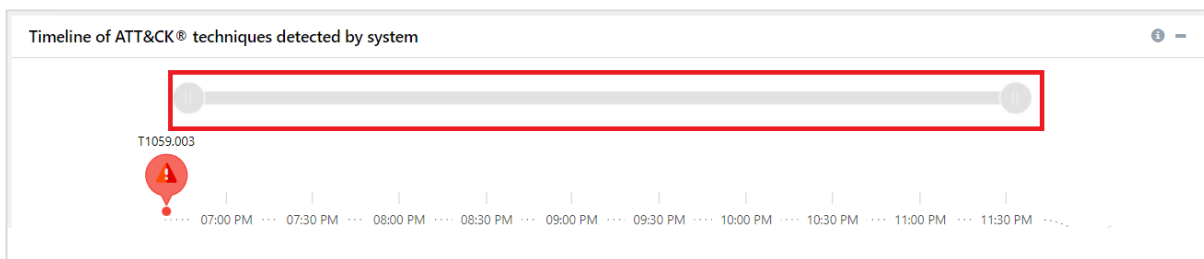 Timeline of ATT&CK® techniques detected by system
T1059.003
07:00 PM 07:30 PM 08:00 PM 08:30 PM 09:00 PM 09:30 PM 10:00 PM 10:30 PM 11:00 PM 11:30 PM